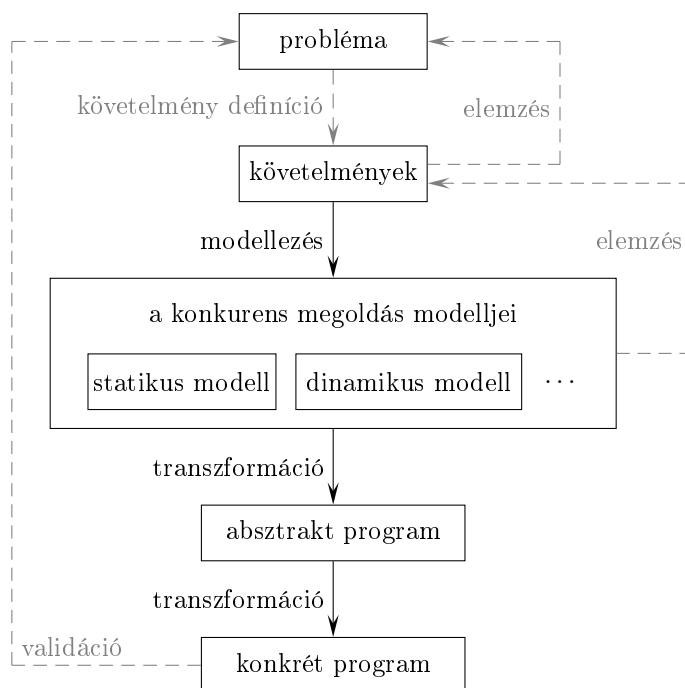 probléma
követelmény definíció
elemzés
követelmények
modellezés
elemzés
a konkurens megoldás modelljei
statikus modell
dinamikus modell
...
transzformáció
absztrakt program
transzformáció
validáció
konkrét program